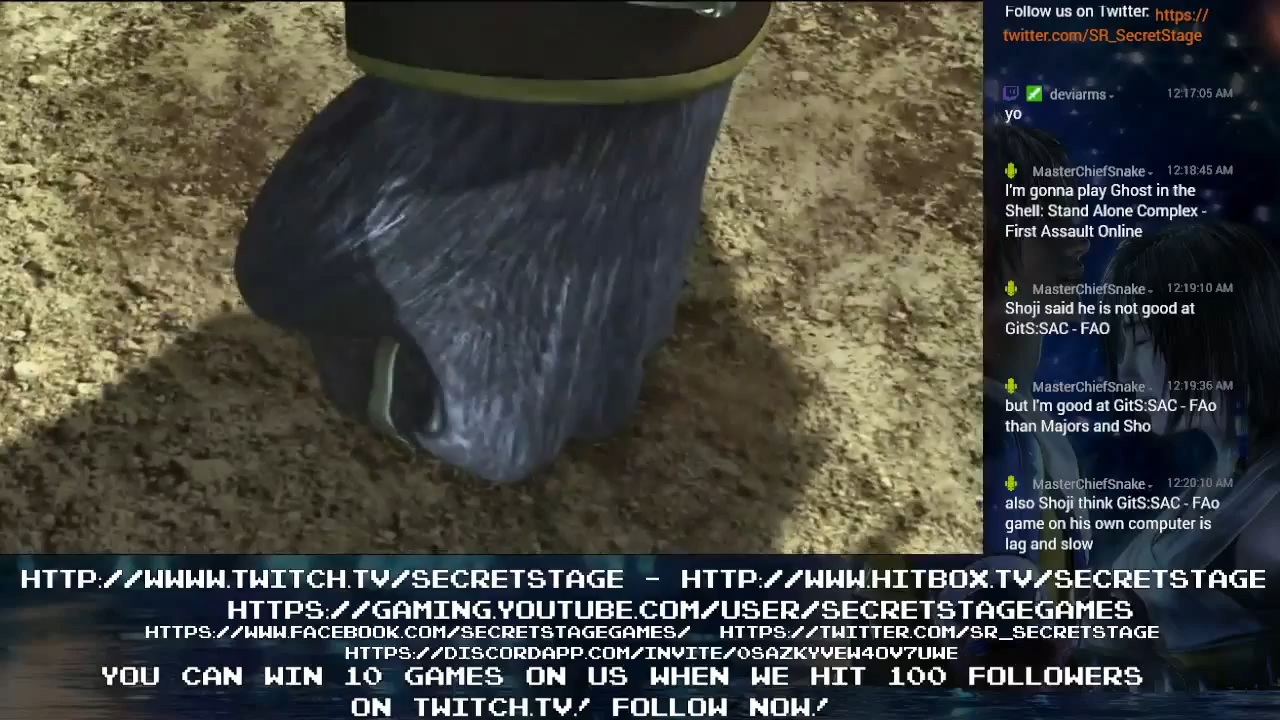 Follow us on Twitter: https://
twitter.com/SR_SecretStage
deviarms 12:17:05 AM
yo
MasterChiefSnake 12:18:45 AM
I'm gonna play Ghost in the
Shell: Stand Alone Complex -
First Assault Online
MasterChiefSnake 12:19:10 AM
Shoji said he is not good at
GitS:SAC - FAO
MasterChiefSnake 12:19:36 AM
but I'm good at GitS:SAC - FAo
than Majors and Sho
MasterChiefSnake 12:20:10 AM
also Shoji think GitS:SAC - FAo
game on his own computer is
lag and slow
HTTP://WWWW.TWITCH.TV/SECRETSTAGE - HTTP://WWW.HITBOX.TV/SECRETSTAGE
HTTPS://GAMING.YOUTUBE.COM/USER/SECRETSTAGEGAMES
HTTPS://WWW.FACEBOOK.COM/SECRETSTAGEGAMES/ HTTPS://TWITTER.COM/SR_SECRETSTAGE
HTTPS://DISCORDAPP.COM/INVITE/0SAZKYVEW4OV7UWE
YOU CAN WIN 10 GAMES ON US WHEN WE HIT 100 FOLLOWERS
ON TWITCH.TV! FOLLOW NOW!